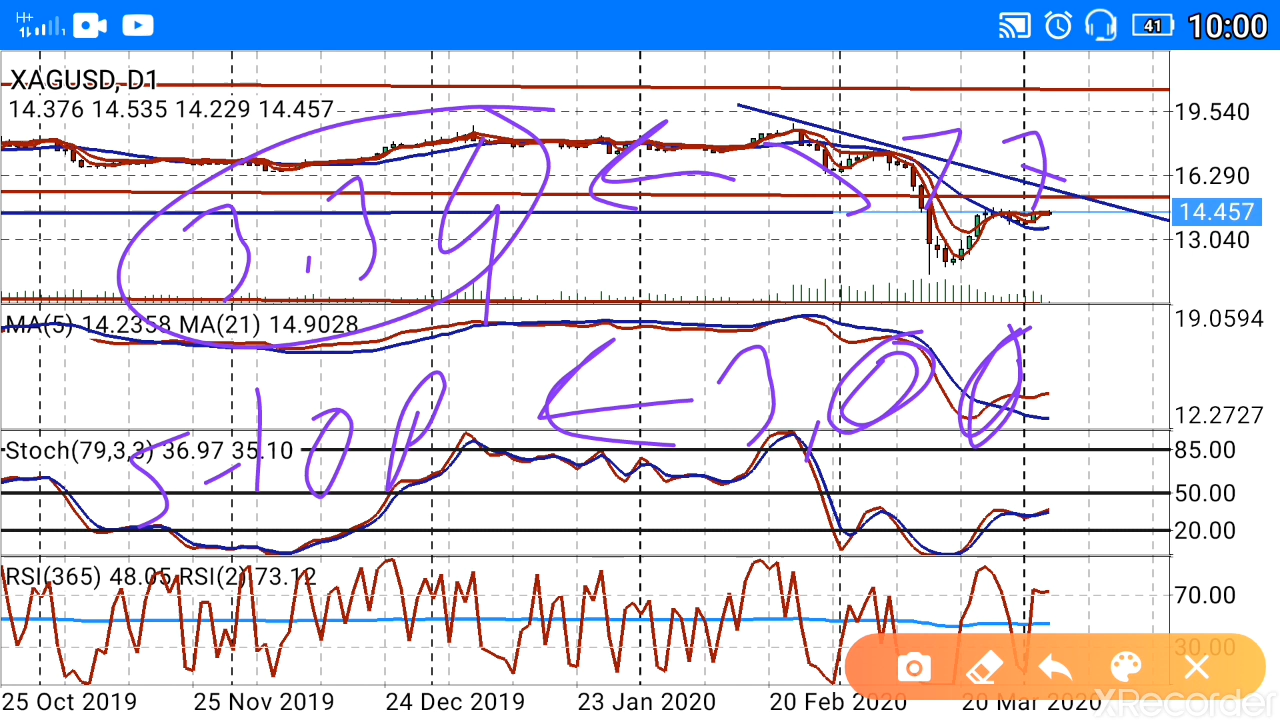 H+ 41 10:00
XAGUSD, D1
14.376 14.535 14.229 14.457
19.540
16.290
14.457
13.040
MA(5) 14.2358 MA(21) 14.9028
19.0594
12.2727
Stoch(79,3,3) 36.97 35.10
85.00
50.00
20.00
RSI(365) 48.05 RSI(2) 73.12
70.00
30.00
25 Oct 2019 25 Nov 2019 24 Dec 2019 23 Jan 2020 20 Feb 2020 20 Mar 2020
XRecorder